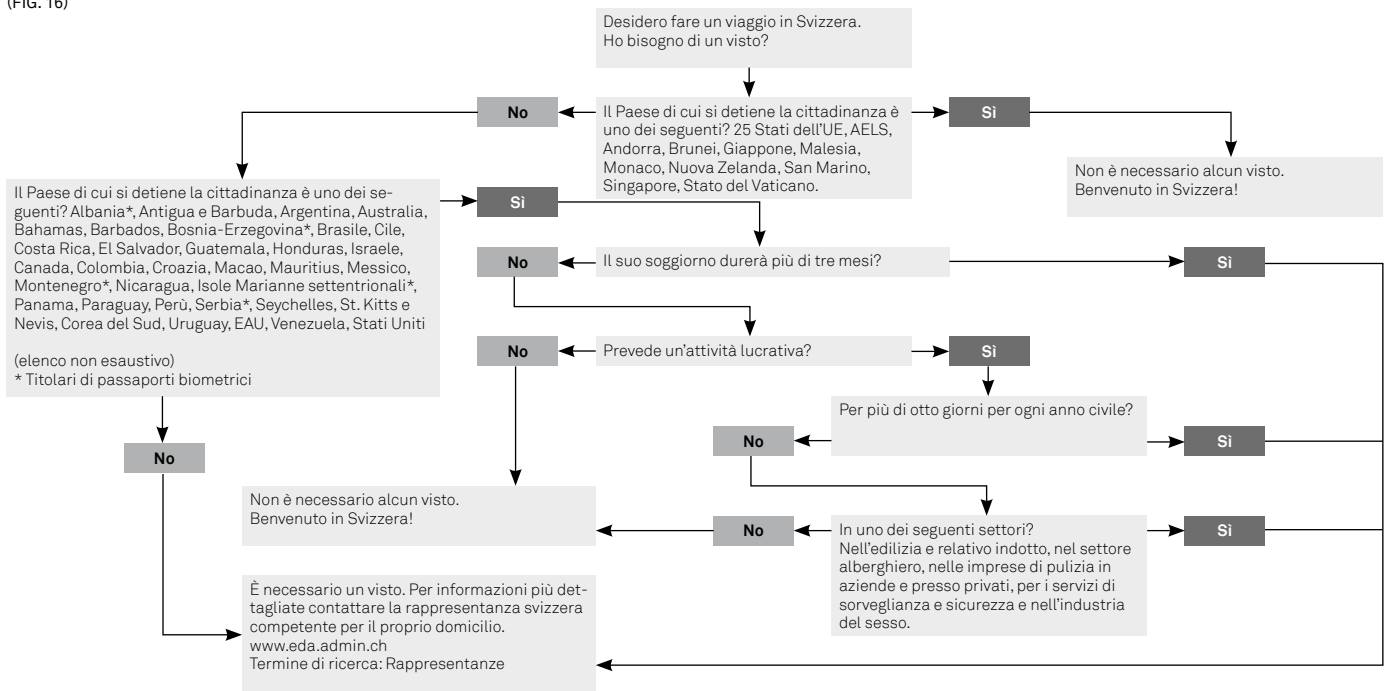 (FIG. 16)
Desidero fare un viaggio in Svizzera.
Ho bisogno di un visto?
No
Il Paese di cui si detiene la cittadinanza è
uno dei seguenti? 25 Stati dell'UE, AELS,
Andorra, Brunei, Giappone, Malesia,
Monaco, Nuova Zelanda, San Marino,
Singapore, Stato del Vaticano.
Sì
Non è necessario alcun visto.
Benvenuto in Svizzera!
Il Paese di cui si detiene la cittadinanza è uno dei se-
guenti? Albania*, Antigua e Barbuda, Argentina, Australia,
Bahamas, Barbados, Bosnia-Erzegovina*, Brasile, Cile,
Costa Rica, El Salvador, Guatemala, Honduras, Israele,
Canada, Colombia, Croazia, Macao, Mauritius, Messico,
Montenegro*, Nicaragua, Isole Marianne settentrionali*,
Panama, Paraguay, Perù, Serbia*, Seychelles, St. Kitts e
Nevis, Corea del Sud, Uruguay, EAU, Venezuela, Stati Uniti
(elenco non esaustivo)
* Titolari di passaporti biometrici
Sì
No
Il suo soggiorno durerà più di tre mesi?
Sì
No
Prevede un'attività lucrativa?
Sì
Per più di otto giorni per ogni anno civile?
No
Sì
No
Non è necessario alcun visto.
Benvenuto in Svizzera!
No
In uno dei seguenti settori?
Nell'edilizia e relativo indotto, nel settore
alberghiero, nelle imprese di pulizia in
aziende e presso privati, per i servizi di
sorveglianza e sicurezza e nell'industria
del sesso.
Sì
È necessario un visto. Per informazioni più det-
tagliate contattare la rappresentanza svizzera
competente per il proprio domicilio.
www.eda.admin.ch
Termine di ricerca: Rappresentanze